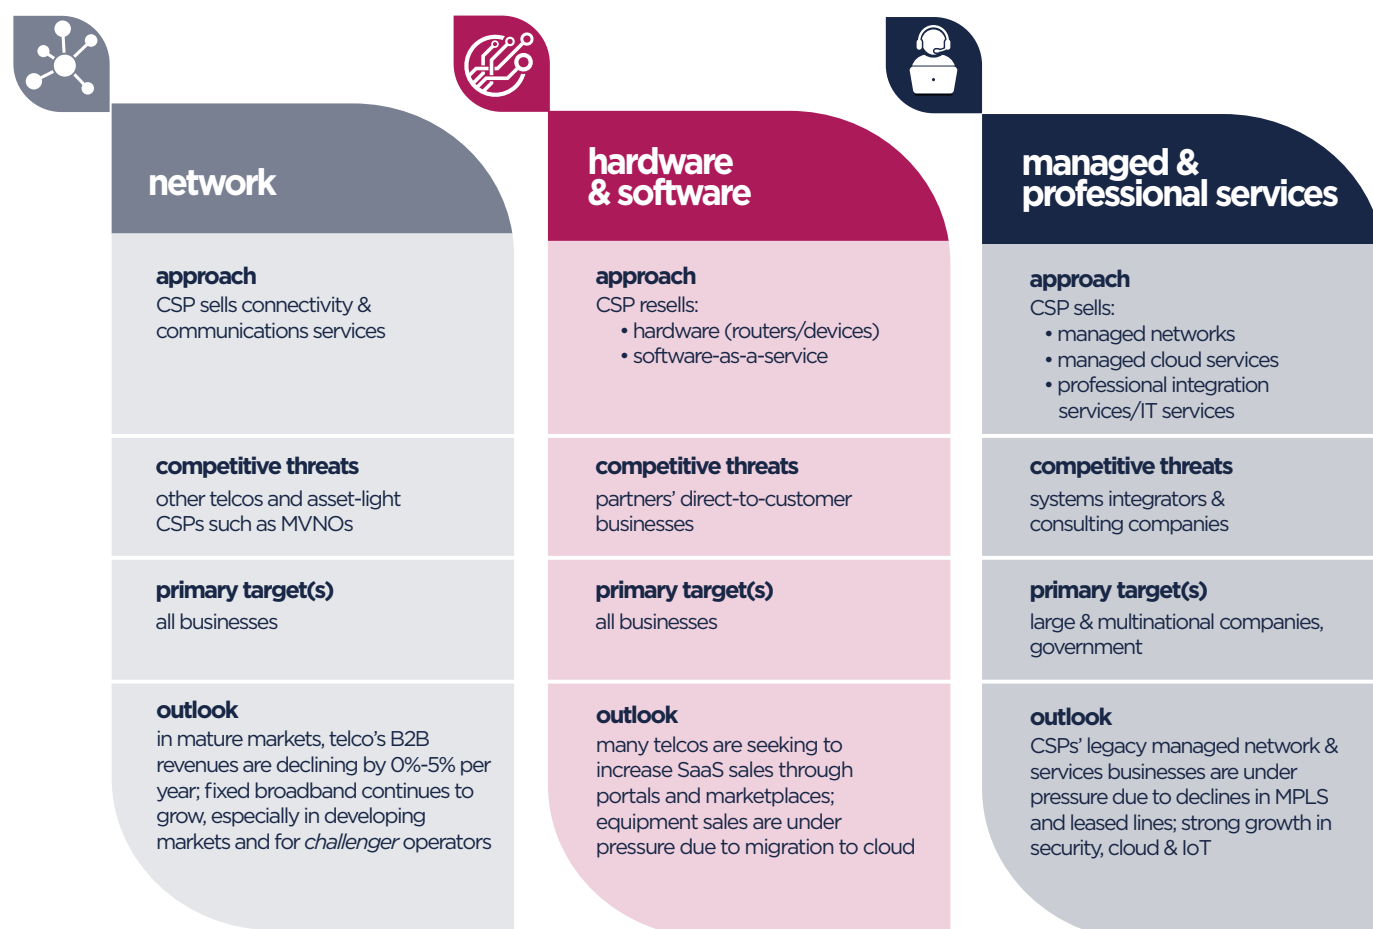 network
approach
CSP sells connectivity &
communications services
competitive threats
other telcos and asset-light
CSPs such as MVNOs
primary target(s)
all businesses
outlook
in mature markets, telco's B2B
revenues are declining by 0%-5% per
year; fixed broadband continues to
grow, especially in developing
markets and for challenger operators
hardware
& software
approach
CSP resells:
• hardware (routers/devices)
• software-as-a-service
competitive threats
partners' direct-to-customer
businesses
primary target(s)
all businesses
outlook
many telcos are seeking to
increase SaaS sales through
portals and marketplaces;
equipment sales are under
pressure due to migration to cloud
managed &
professional services
approach
CSP sells:
• managed networks
• managed cloud services
• professional integration
services/IT services
competitive threats
systems integrators &
consulting companies
primary target(s)
large & multinational companies,
government
outlook
CSPs' legacy managed network &
services businesses are under
pressure due to declines in MPLS
and leased lines; strong growth in
security, cloud & IoT